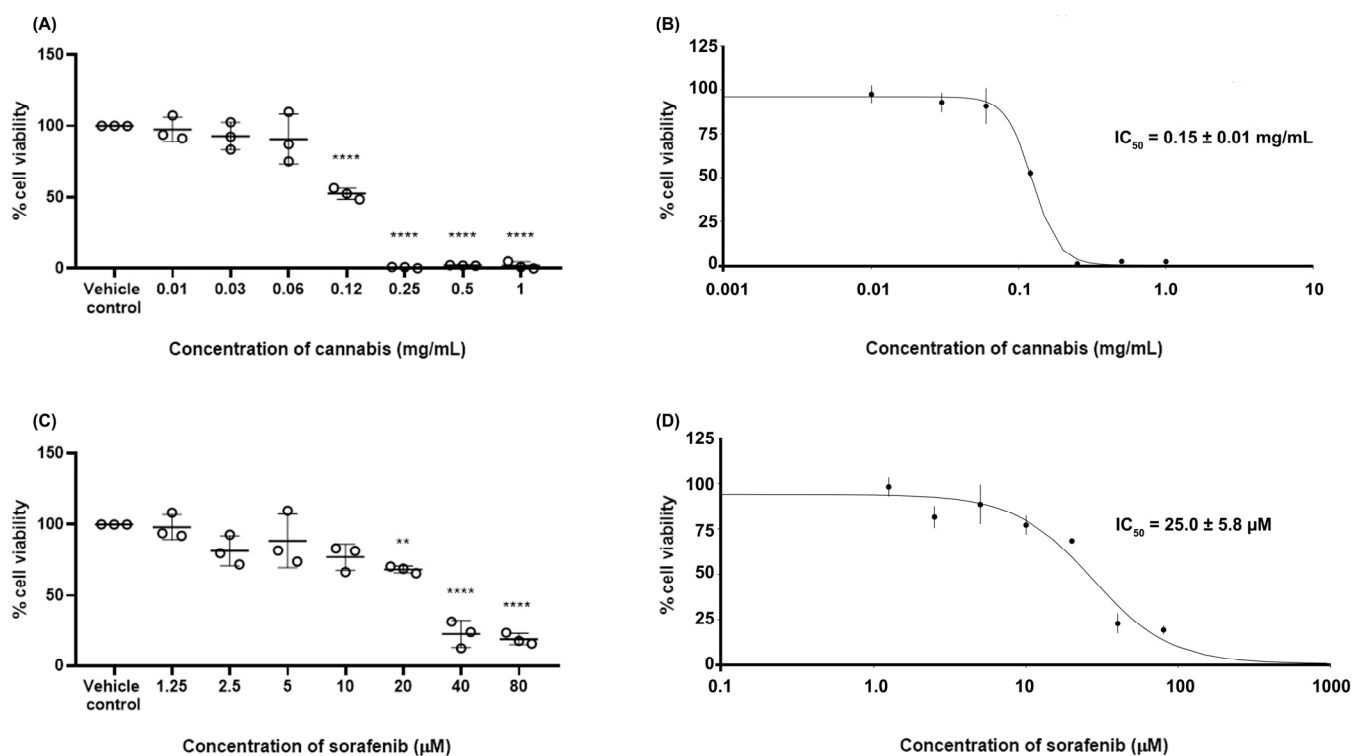 (A)
% cell viability
150
100
50
0
****
**** **** ****
Vehicle control 0.01 0.03 0.06 0.12 0.25 0.5 1
Concentration of cannabis (mg/mL)
(B)
% cell viability
125
100
75
50
25
0
IC50 = 0.15 ± 0.01 mg/mL
0.001 0.01 0.1 1.0 10
Concentration of cannabis (mg/mL)
(C)
% cell viability
150
100
50
0
**
**** ****
Vehicle control 1.25 2.5 5 10 20 40 80
Concentration of sorafenib (μM)
(D)
% cell viability
125
100
75
50
25
0
IC50 = 25.0 ± 5.8 μM
0.1 1.0 10 100 1000
Concentration of sorafenib (μM)